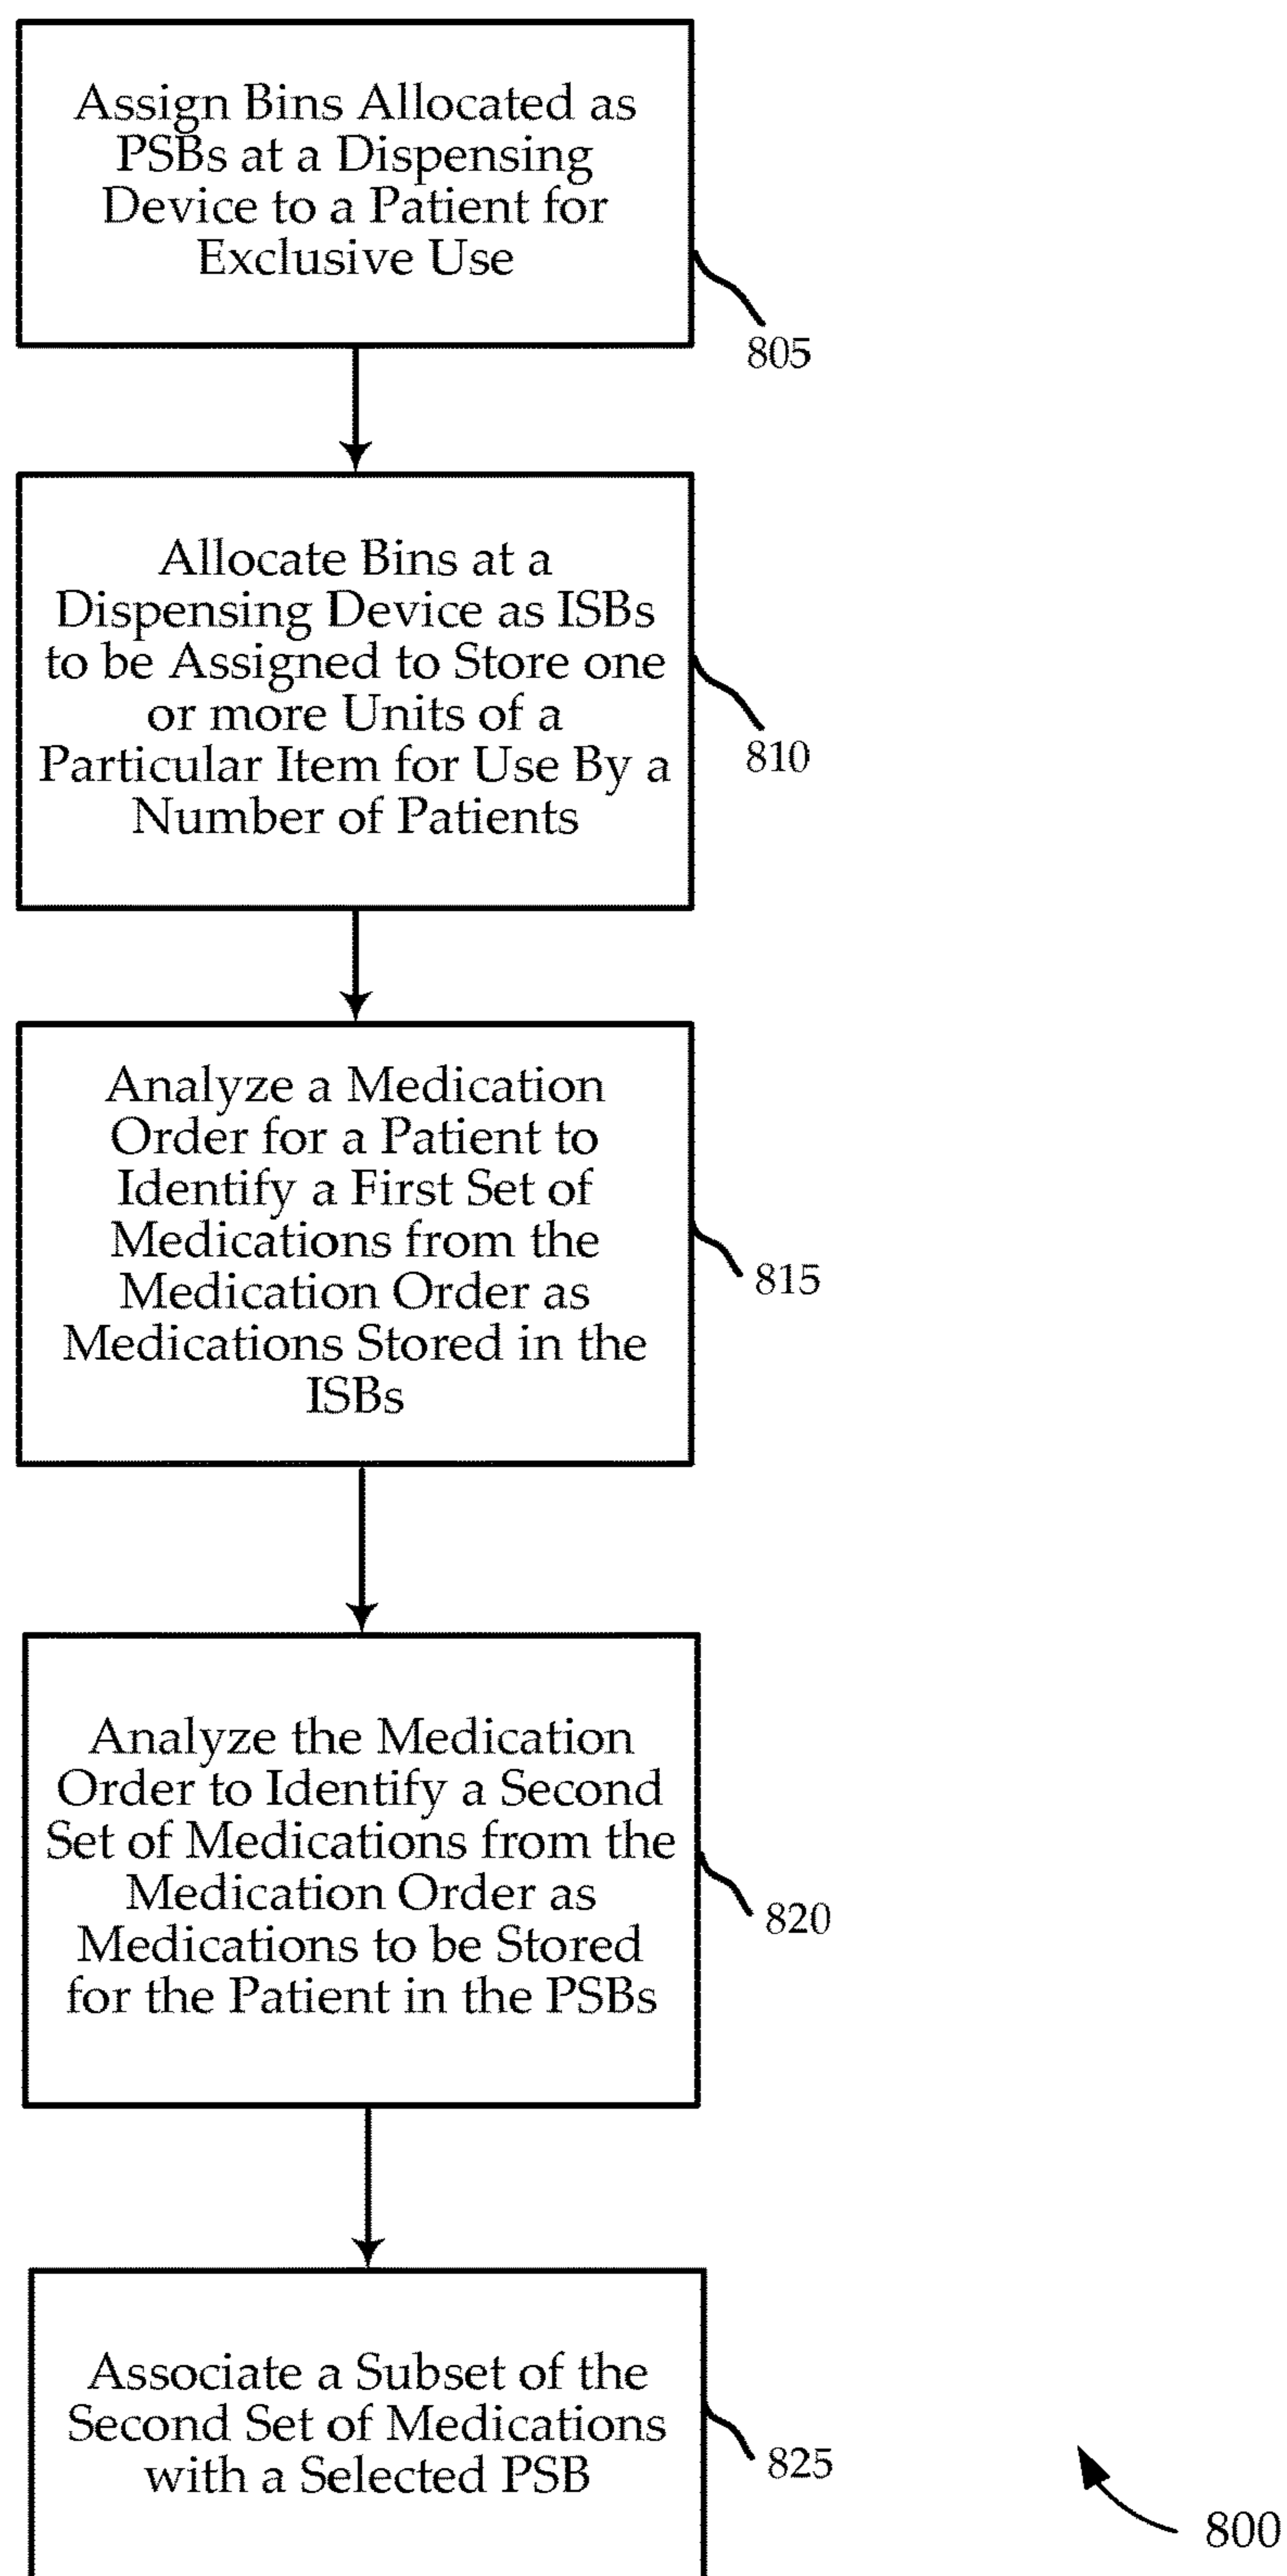 Assign Bins Allocated as
PSBs at a Dispensing
Device to a Patient for
Exclusive Use
805
Allocate Bins at a
Dispensing Device as ISBs
to be Assigned to Store one
or more Units of a
Particular Item for Use By a
Number of Patients
810
Analyze a Medication
Order for a Patient to
Identify a First Set of
Medications from the
Medication Order as
Medications Stored in the
ISBs
815
Analyze the Medication
Order to Identify a Second
Set of Medications from the
Medication Order as
Medications to be Stored
for the Patient in the PSBs
820
Associate a Subset of the
Second Set of Medications
with a Selected PSB
825
800